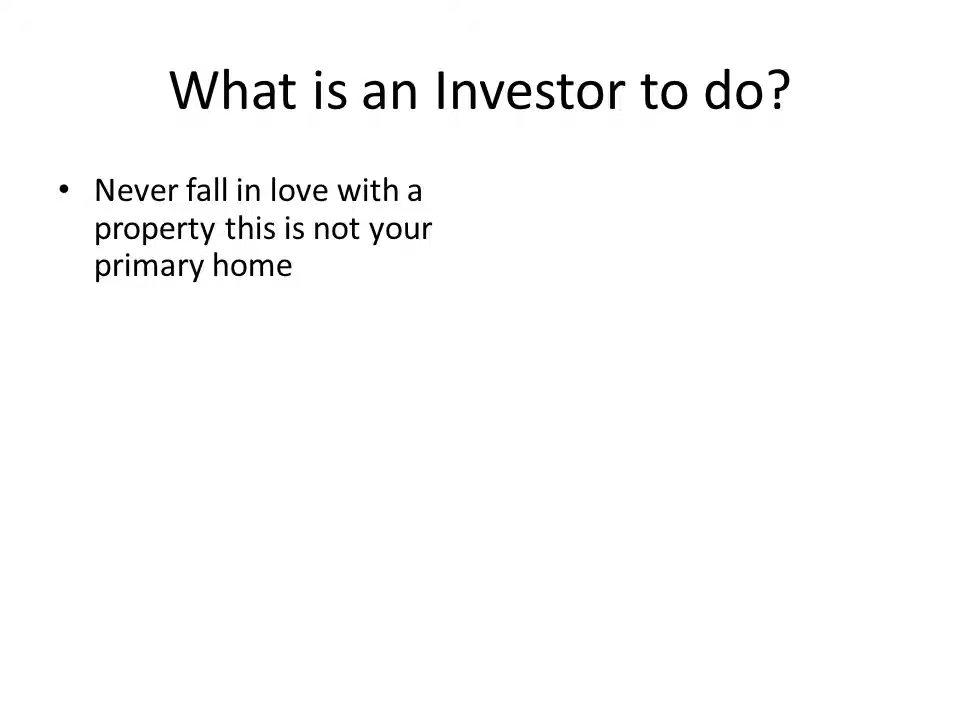 What is an Investor to do?
• Never fall in love with a
property this is not your
primary home